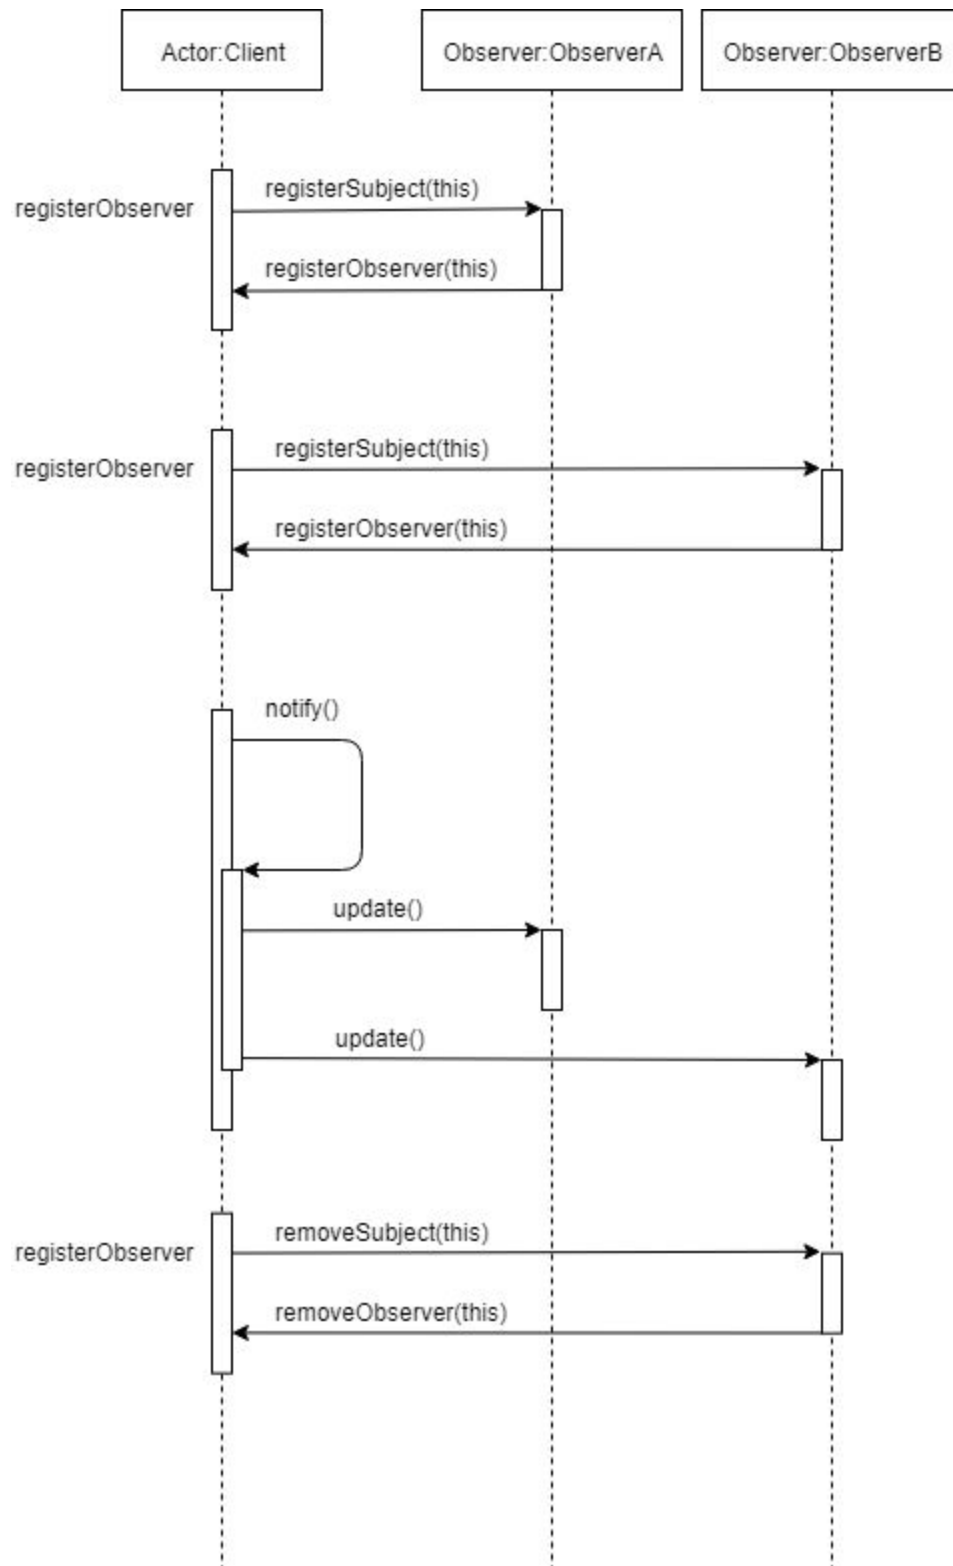 Actor:Client
Observer:ObserverA
Observer:ObserverB
registerSubject(this)
registerObserver
registerObserver(this)
registerSubject(this)
registerObserver
registerObserver(this)
notify()
update()
update()
removeSubject(this)
registerObserver
removeObserver(this)